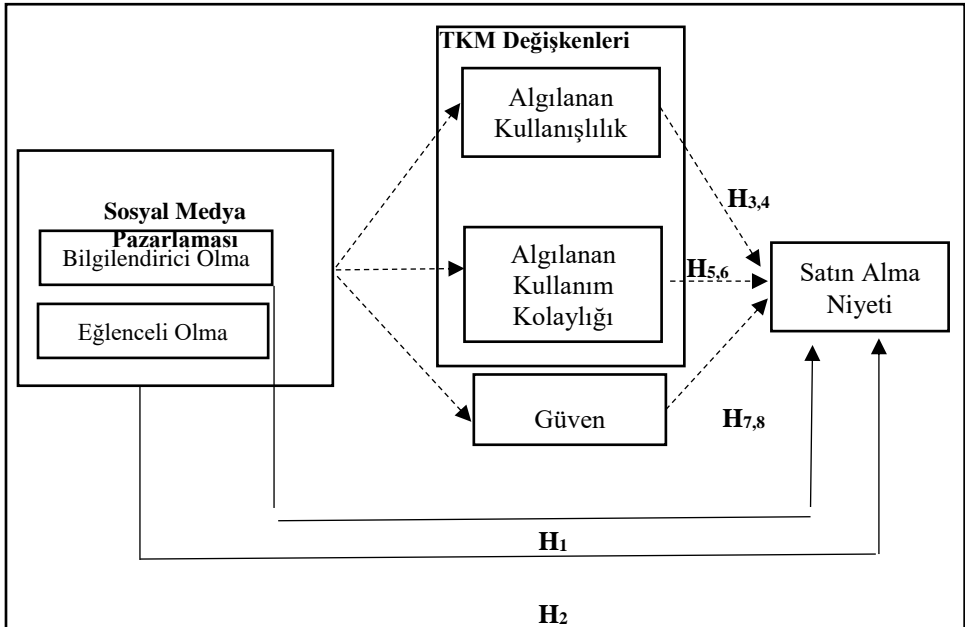 TKM Değişkenleri
Algılanan
Kullanışlılık
Sosyal Medya
Pazarlaması
Bilgilendirici Olma
Eğlenceli Olma
Algılanan
Kullanım
Kolaylığı
Güven
H3,4
H5,6
H7,8
Satın Alma
Niyeti
H1
H2